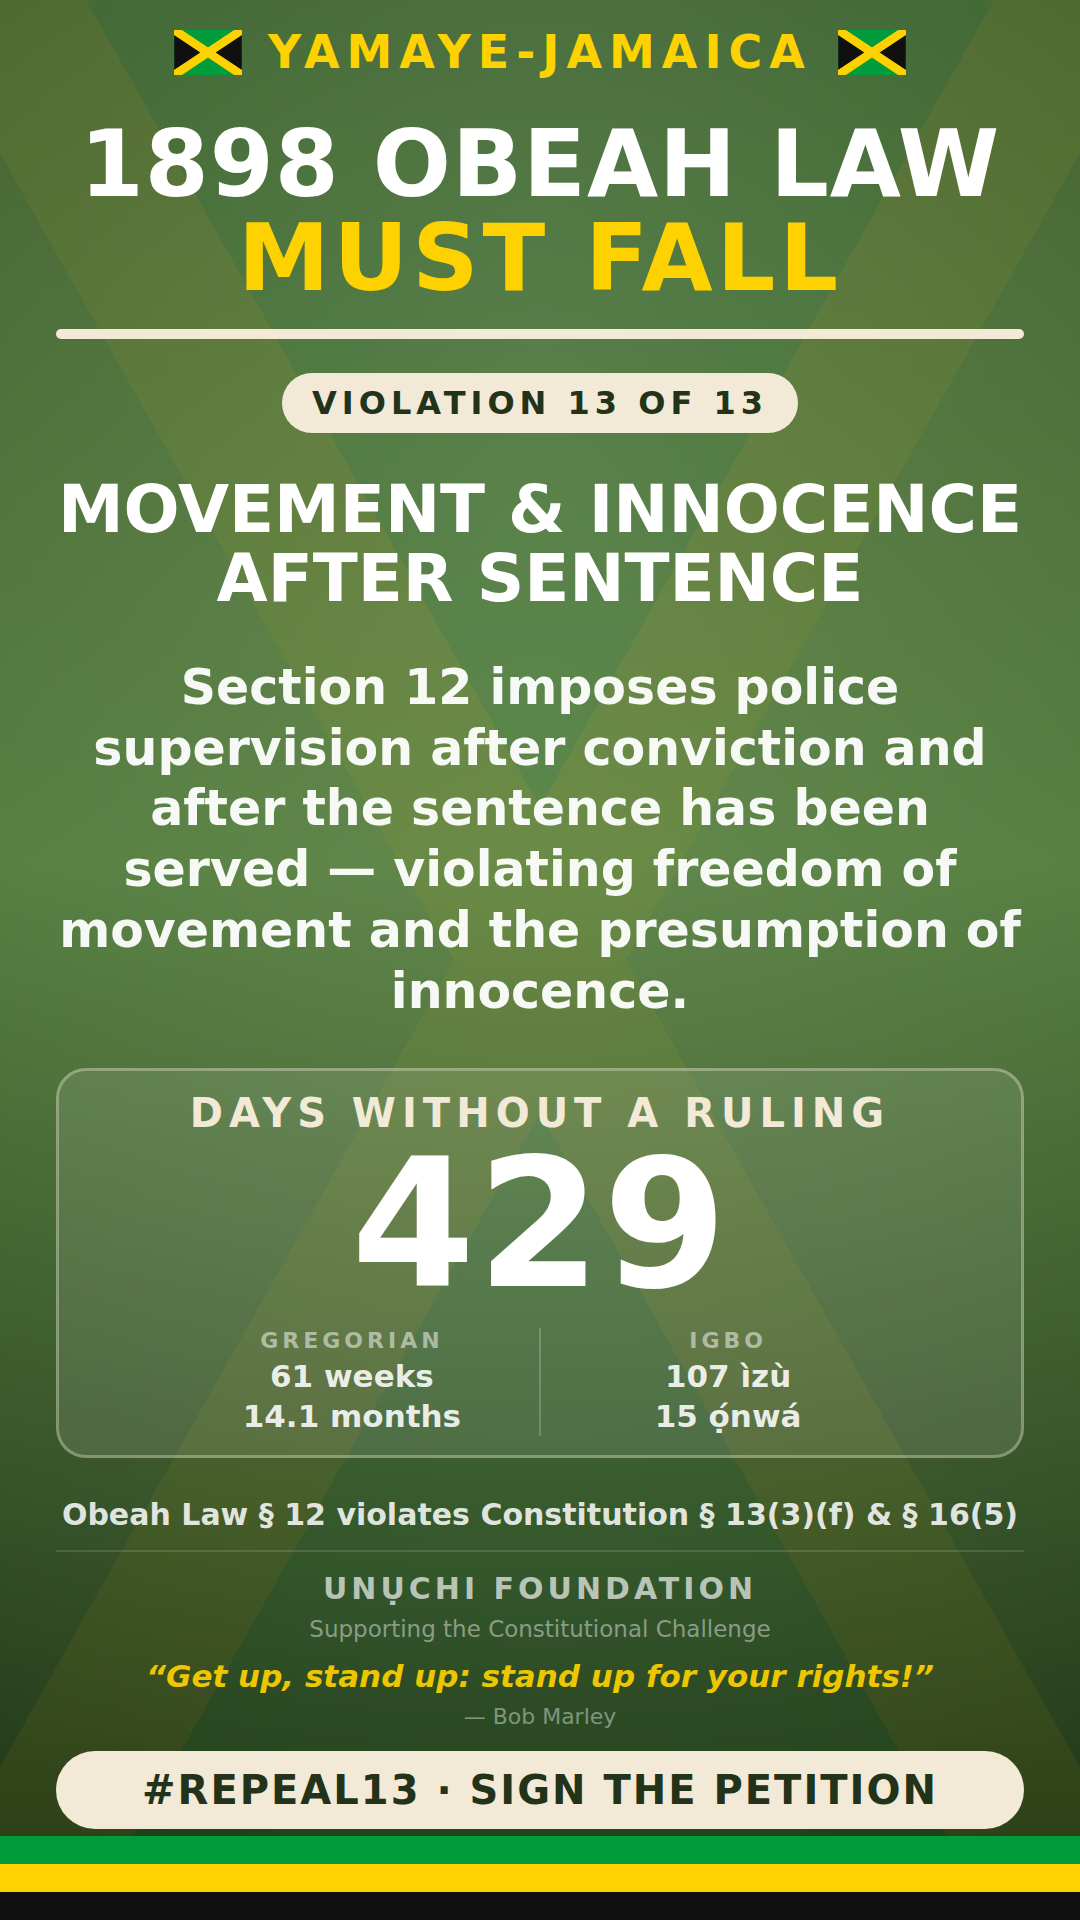 YAMAYE-JAMAICA
1898 OBEAH LAW
MUST FALL
VIOLATION 13 OF 13
MOVEMENT & INNOCENCE
AFTER SENTENCE
Section 12 imposes police
supervision after conviction and
after the sentence has been
served — violating freedom of
movement and the presumption of
innocence.
DAYS WITHOUT A RULING
429
GREGORIAN
61 weeks
14.1 months
IGBO
107 ìzù
15 ọ́nwá
Obeah Law § 12 violates Constitution § 13(3)(f) & § 16(5)
UNỤCHI FOUNDATION
Supporting the Constitutional Challenge
“Get up, stand up: stand up for your rights!”
— Bob Marley
#REPEAL13 · SIGN THE PETITION